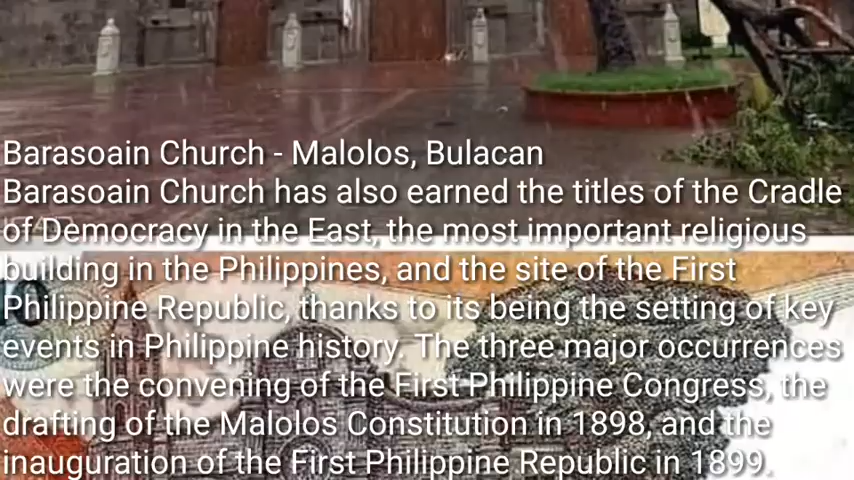 Barasoain Church - Malolos, Bulacan
Barasoain Church has also earned the titles of the Cradle
of Democracy in the East, the most important religious
building in the Philippines, and the site of the First
Philippine Republic, thanks to its being the setting of key
events in Philippine history. The three major occurrences
were the convening of the First Philippine Congress, the
drafting of the Malolos Constitution in 1898, and the
inauguration of the First Philippine Republic in 1899.